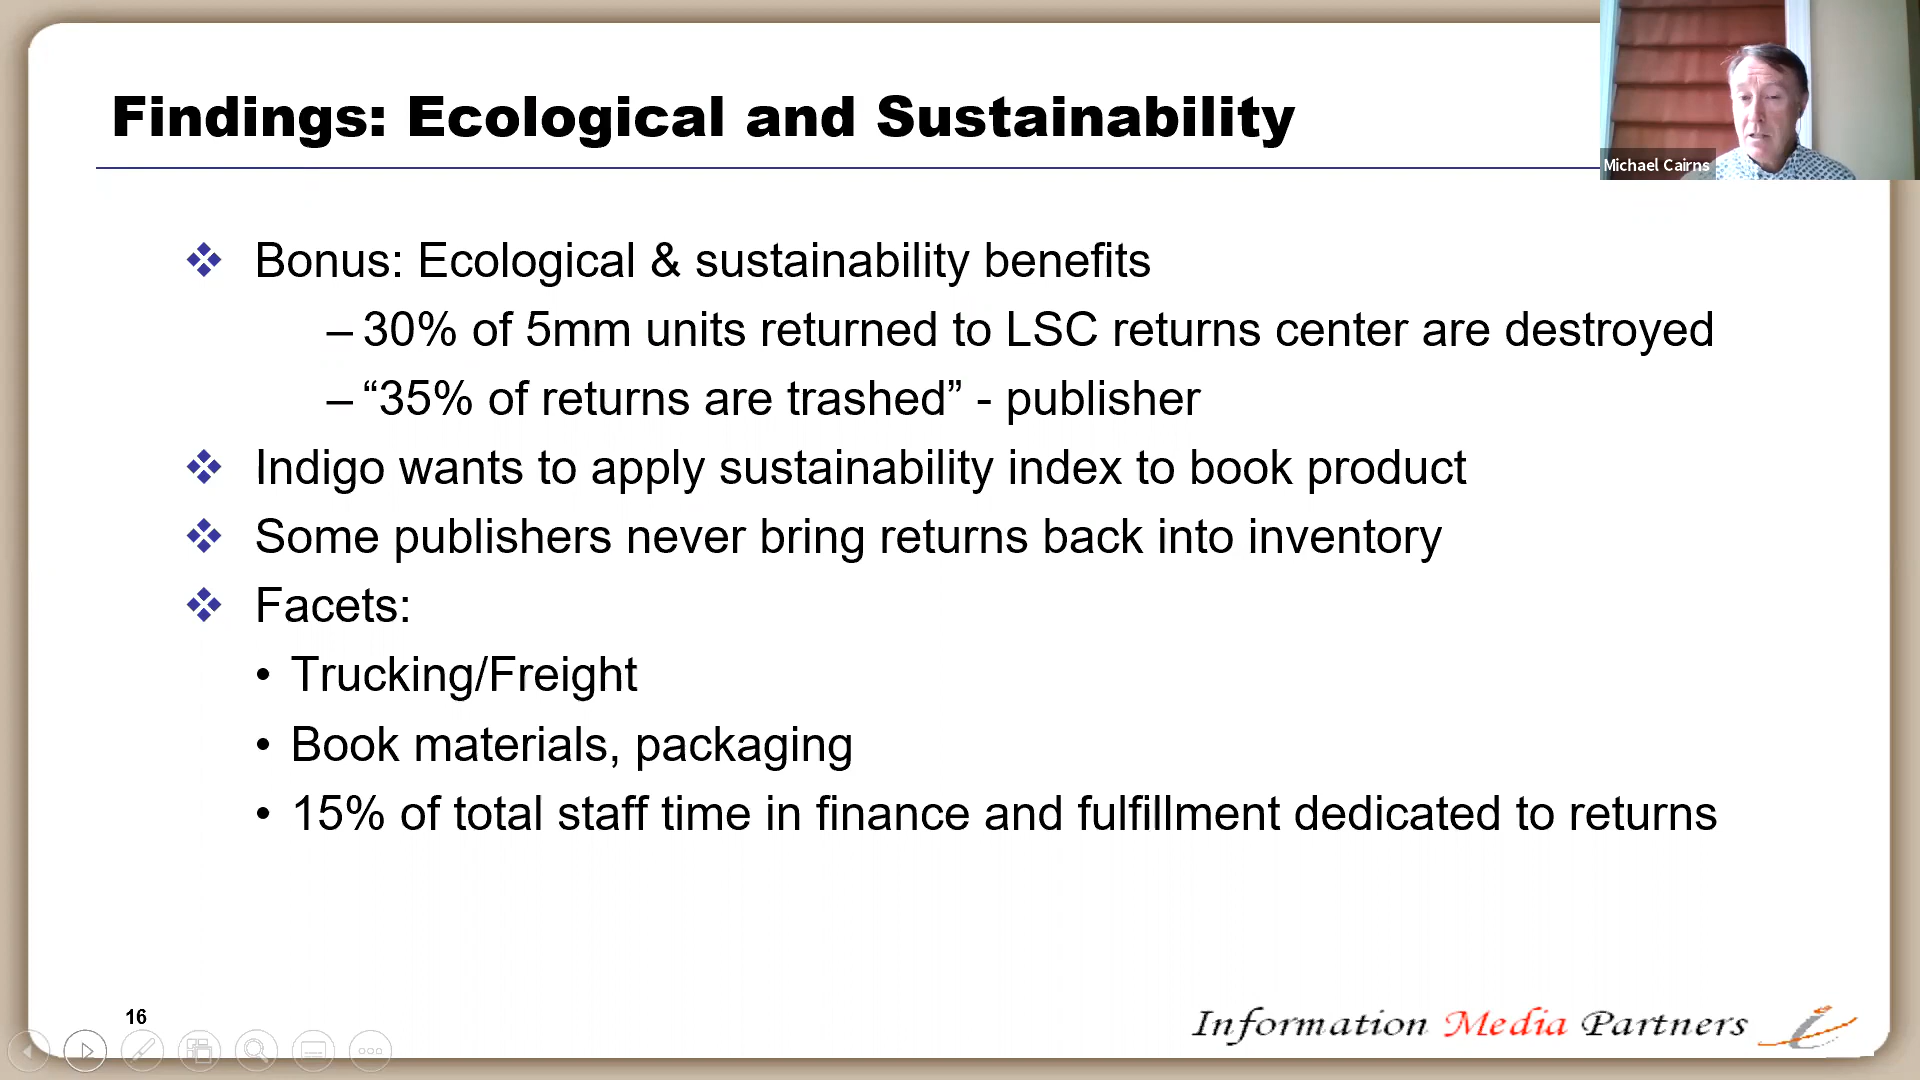 Findings: Ecological and Sustainability
Michael Cairns
Bonus: Ecological & sustainability benefits
– 30% of 5mm units returned to LSC returns center are destroyed
– “35% of returns are trashed” - publisher
Indigo wants to apply sustainability index to book product
Some publishers never bring returns back into inventory
Facets:
• Trucking/Freight
• Book materials, packaging
• 15% of total staff time in finance and fulfillment dedicated to returns
16
Information Media Partners